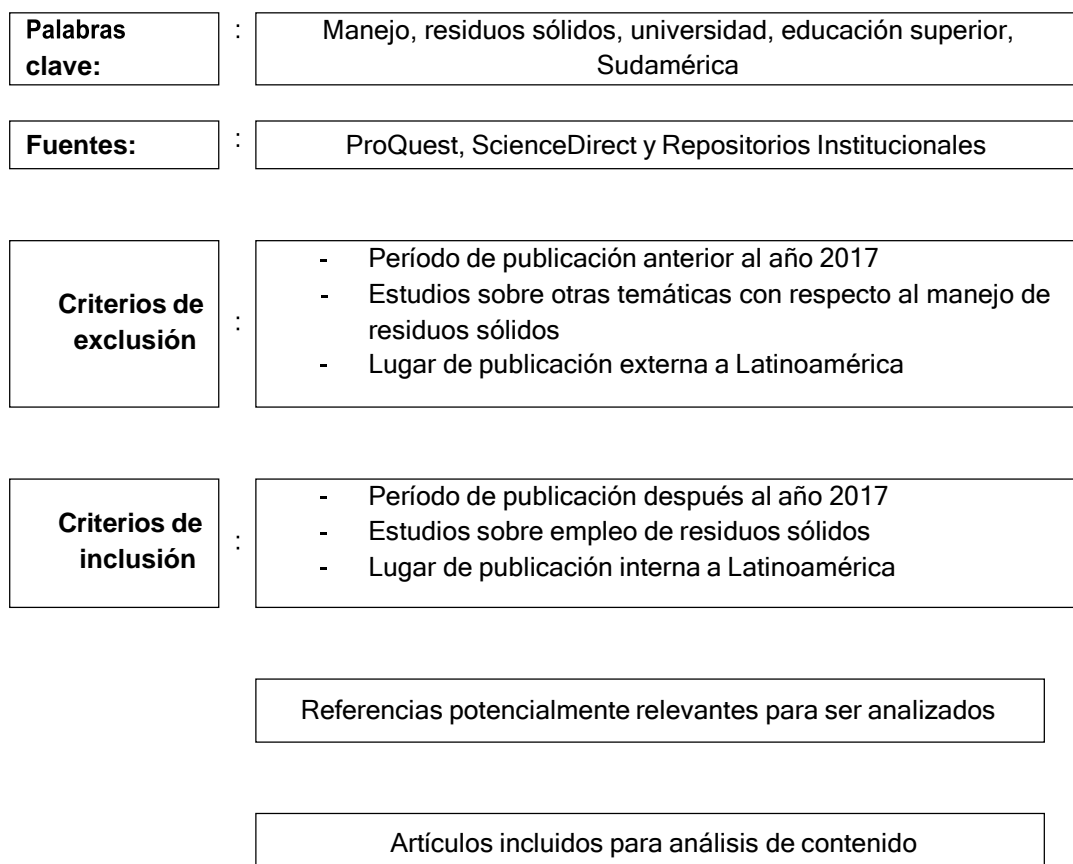 Palabras clave: : Manejo, residuos sólidos, universidad, educación superior,
Sudamérica
Fuentes: : ProQuest, ScienceDirect y Repositorios Institucionales
Criterios de
exclusión
:
- Período de publicación anterior al año 2017
- Estudios sobre otras temáticas con respecto al manejo de
residuos sólidos
- Lugar de publicación externa a Latinoamérica
Criterios de
inclusión
:
- Período de publicación después al año 2017
- Estudios sobre empleo de residuos sólidos
- Lugar de publicación interna a Latinoamérica
Referencias potencialmente relevantes para ser analizados
Artículos incluidos para análisis de contenido